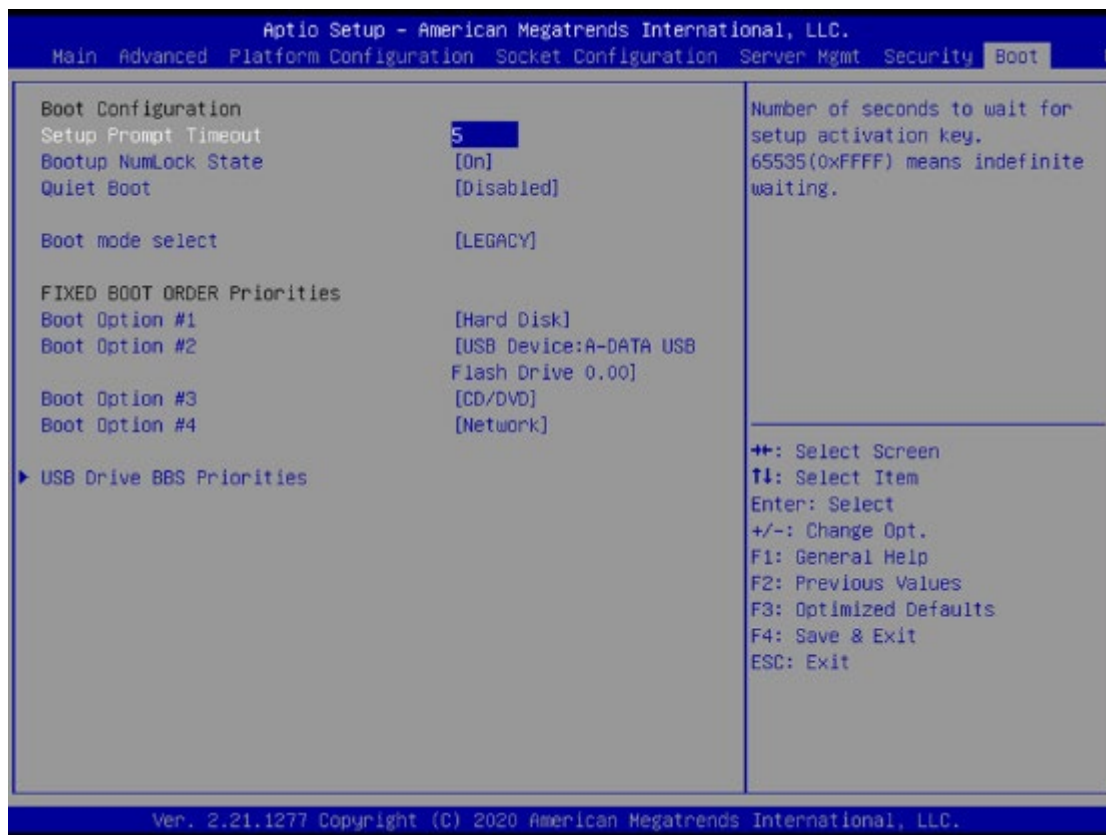 Aptio Setup – American Megatrends International, LLC.
Main Advanced Platform Configuration Socket Configuration Server Mgmt Security Boot
Boot Configuration
Setup Prompt Timeout 5
Bootup NumLock State [On]
Quiet Boot [Disabled]
Boot mode select [LEGACY]
FIXED BOOT ORDER Priorities
Boot Option #1 [Hard Disk]
Boot Option #2 [USB Device:A-DATA USB
Flash Drive 0.00]
Boot Option #3 [CD/DVD]
Boot Option #4 [Network]
▶ USB Drive BBS Priorities
Number of seconds to wait for
setup activation key.
65535(0xFFFF) means indefinite
waiting.
→←: Select Screen
↑↓: Select Item
Enter: Select
+/-: Change Opt.
F1: General Help
F2: Previous Values
F3: Optimized Defaults
F4: Save & Exit
ESC: Exit
Ver. 2.21.1277 Copyright (C) 2020 American Megatrends International, LLC.